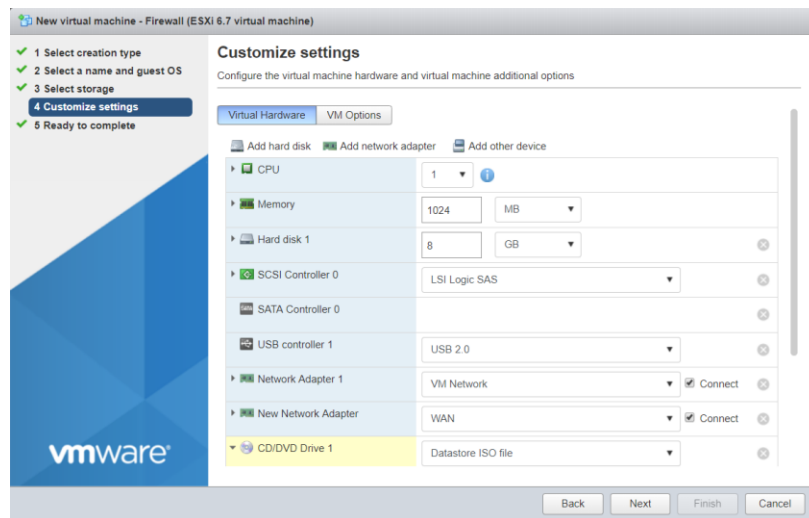 New virtual machine - Firewall (ESXi 6.7 virtual machine)
1 Select creation type
2 Select a name and guest OS
3 Select storage
4 Customize settings
5 Ready to complete
Customize settings
Configure the virtual machine hardware and virtual machine additional options
Virtual Hardware VM Options
Add hard disk Add network adapter Add other device
CPU 1
Memory 1024 MB
Hard disk 1 8 GB
SCSI Controller 0 LSI Logic SAS
SATA Controller 0
USB controller 1 USB 2.0
Network Adapter 1 VM Network Connect
New Network Adapter WAN Connect
CD/DVD Drive 1 Datastore ISO file
vmware
Back Next Finish Cancel